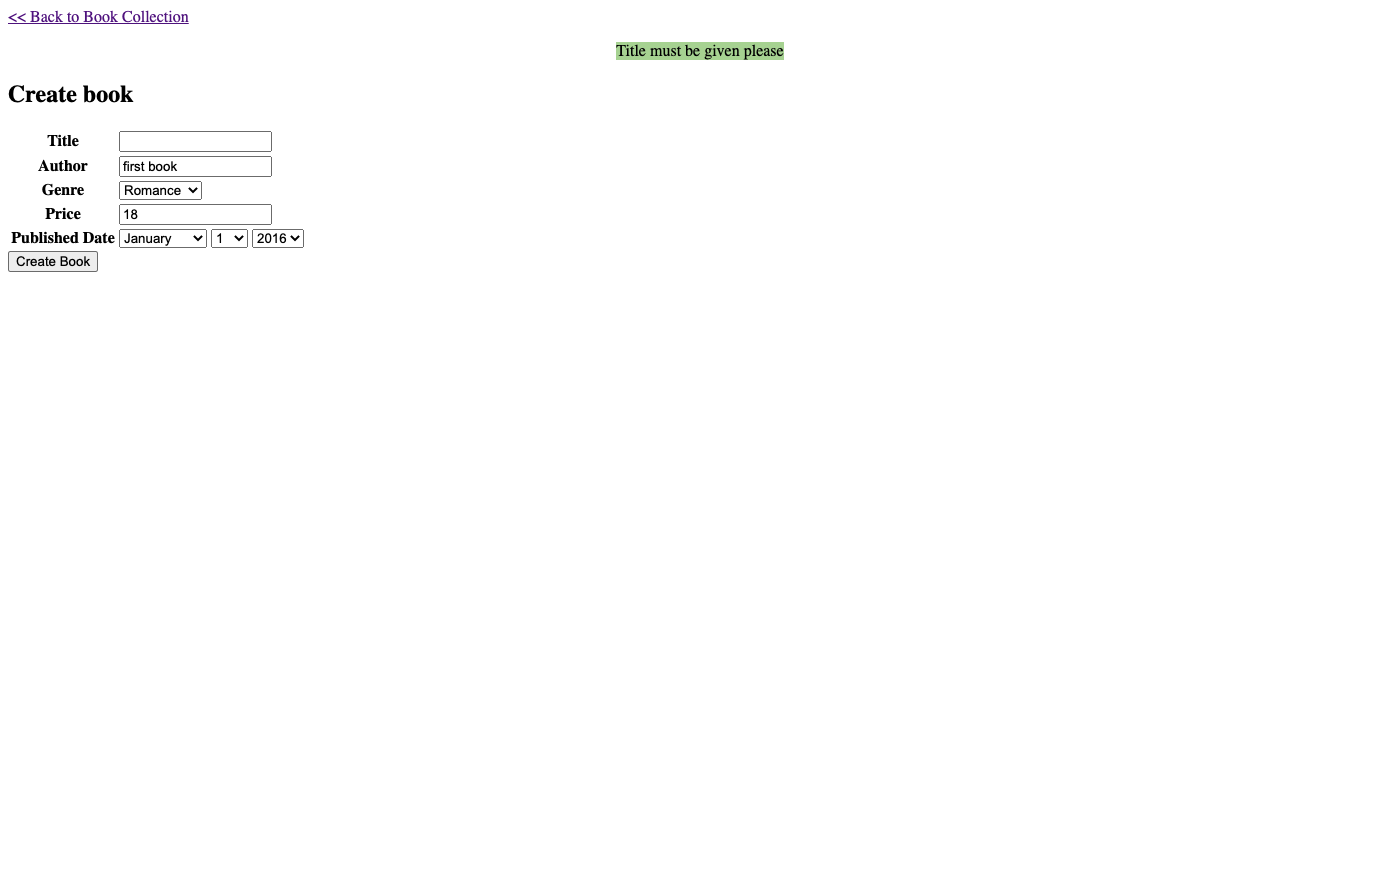 << Back to Book Collection
Title must be given please
Create book
Title
Author first book
Genre Romance
Price 18
Published Date January 1 2016
Create Book